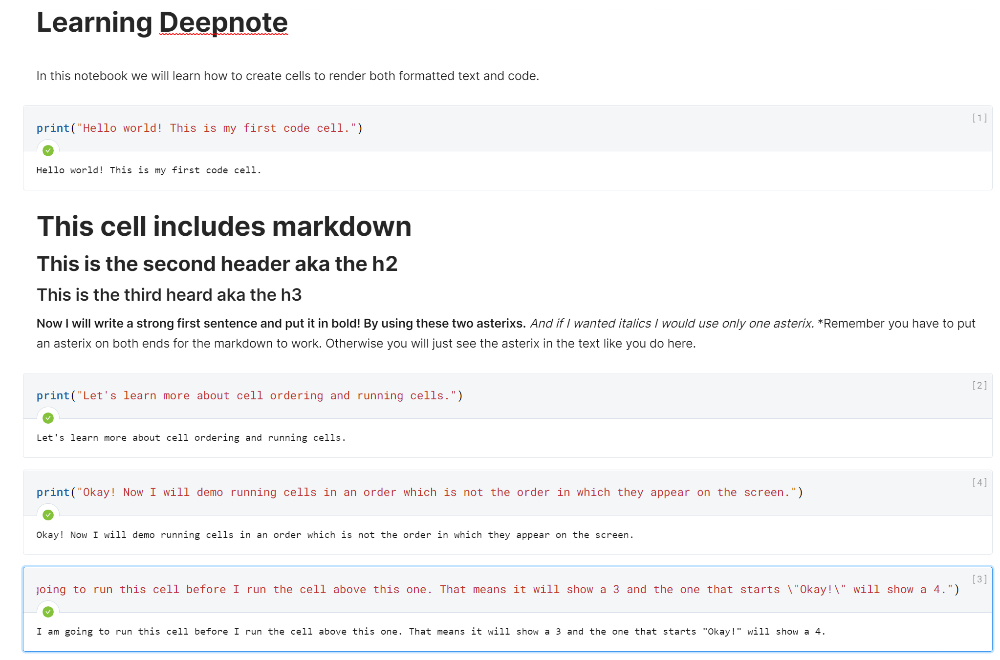 Learning Deepnote
In this notebook we will learn how to create cells to render both formatted text and code.
[1]
print("Hello world! This is my first code cell.")
Hello world! This is my first code cell.
This cell includes markdown
This is the second header aka the h2
This is the third heard aka the h3
Now I will write a strong first sentence and put it in bold! By using these two asterixs. And if I wanted italics I would use only one asterix. *Remember you have to put
an asterix on both ends for the markdown to work. Otherwise you will just see the asterix in the text like you do here.
[2]
print("Let's learn more about cell ordering and running cells.")
Let's learn more about cell ordering and running cells.
[4]
print("Okay! Now I will demo running cells in an order which is not the order in which they appear on the screen.")
Okay! Now I will demo running cells in an order which is not the order in which they appear on the screen.
[3]
going to run this cell before I run the cell above this one. That means it will show a 3 and the one that starts \"Okay!\" will show a 4.")
I am going to run this cell before I run the cell above this one. That means it will show a 3 and the one that starts "Okay!" will show a 4.